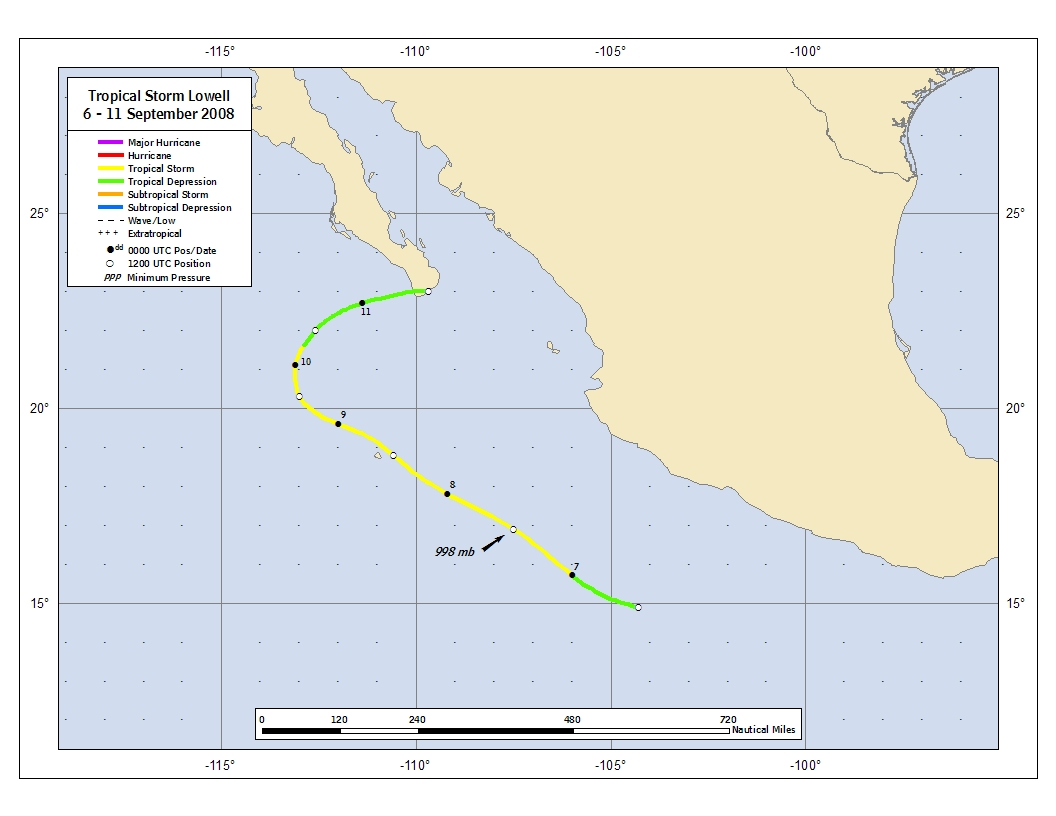 -115° -110° -105° -100°
Tropical Storm Lowell
6 - 11 September 2008
Major Hurricane
Hurricane
Tropical Storm
Tropical Depression
Subtropical Storm
Subtropical Depression
Wave/Low
+++ Extratropical
dd 0000 UTC Pos/Date
1200 UTC Position
PPP Minimum Pressure
25° 25°
11
10
20° 20°
9
8
998 mb
7
15° 15°
0 120 240 480 720
Nautical Miles
-115° -110° -105° -100°